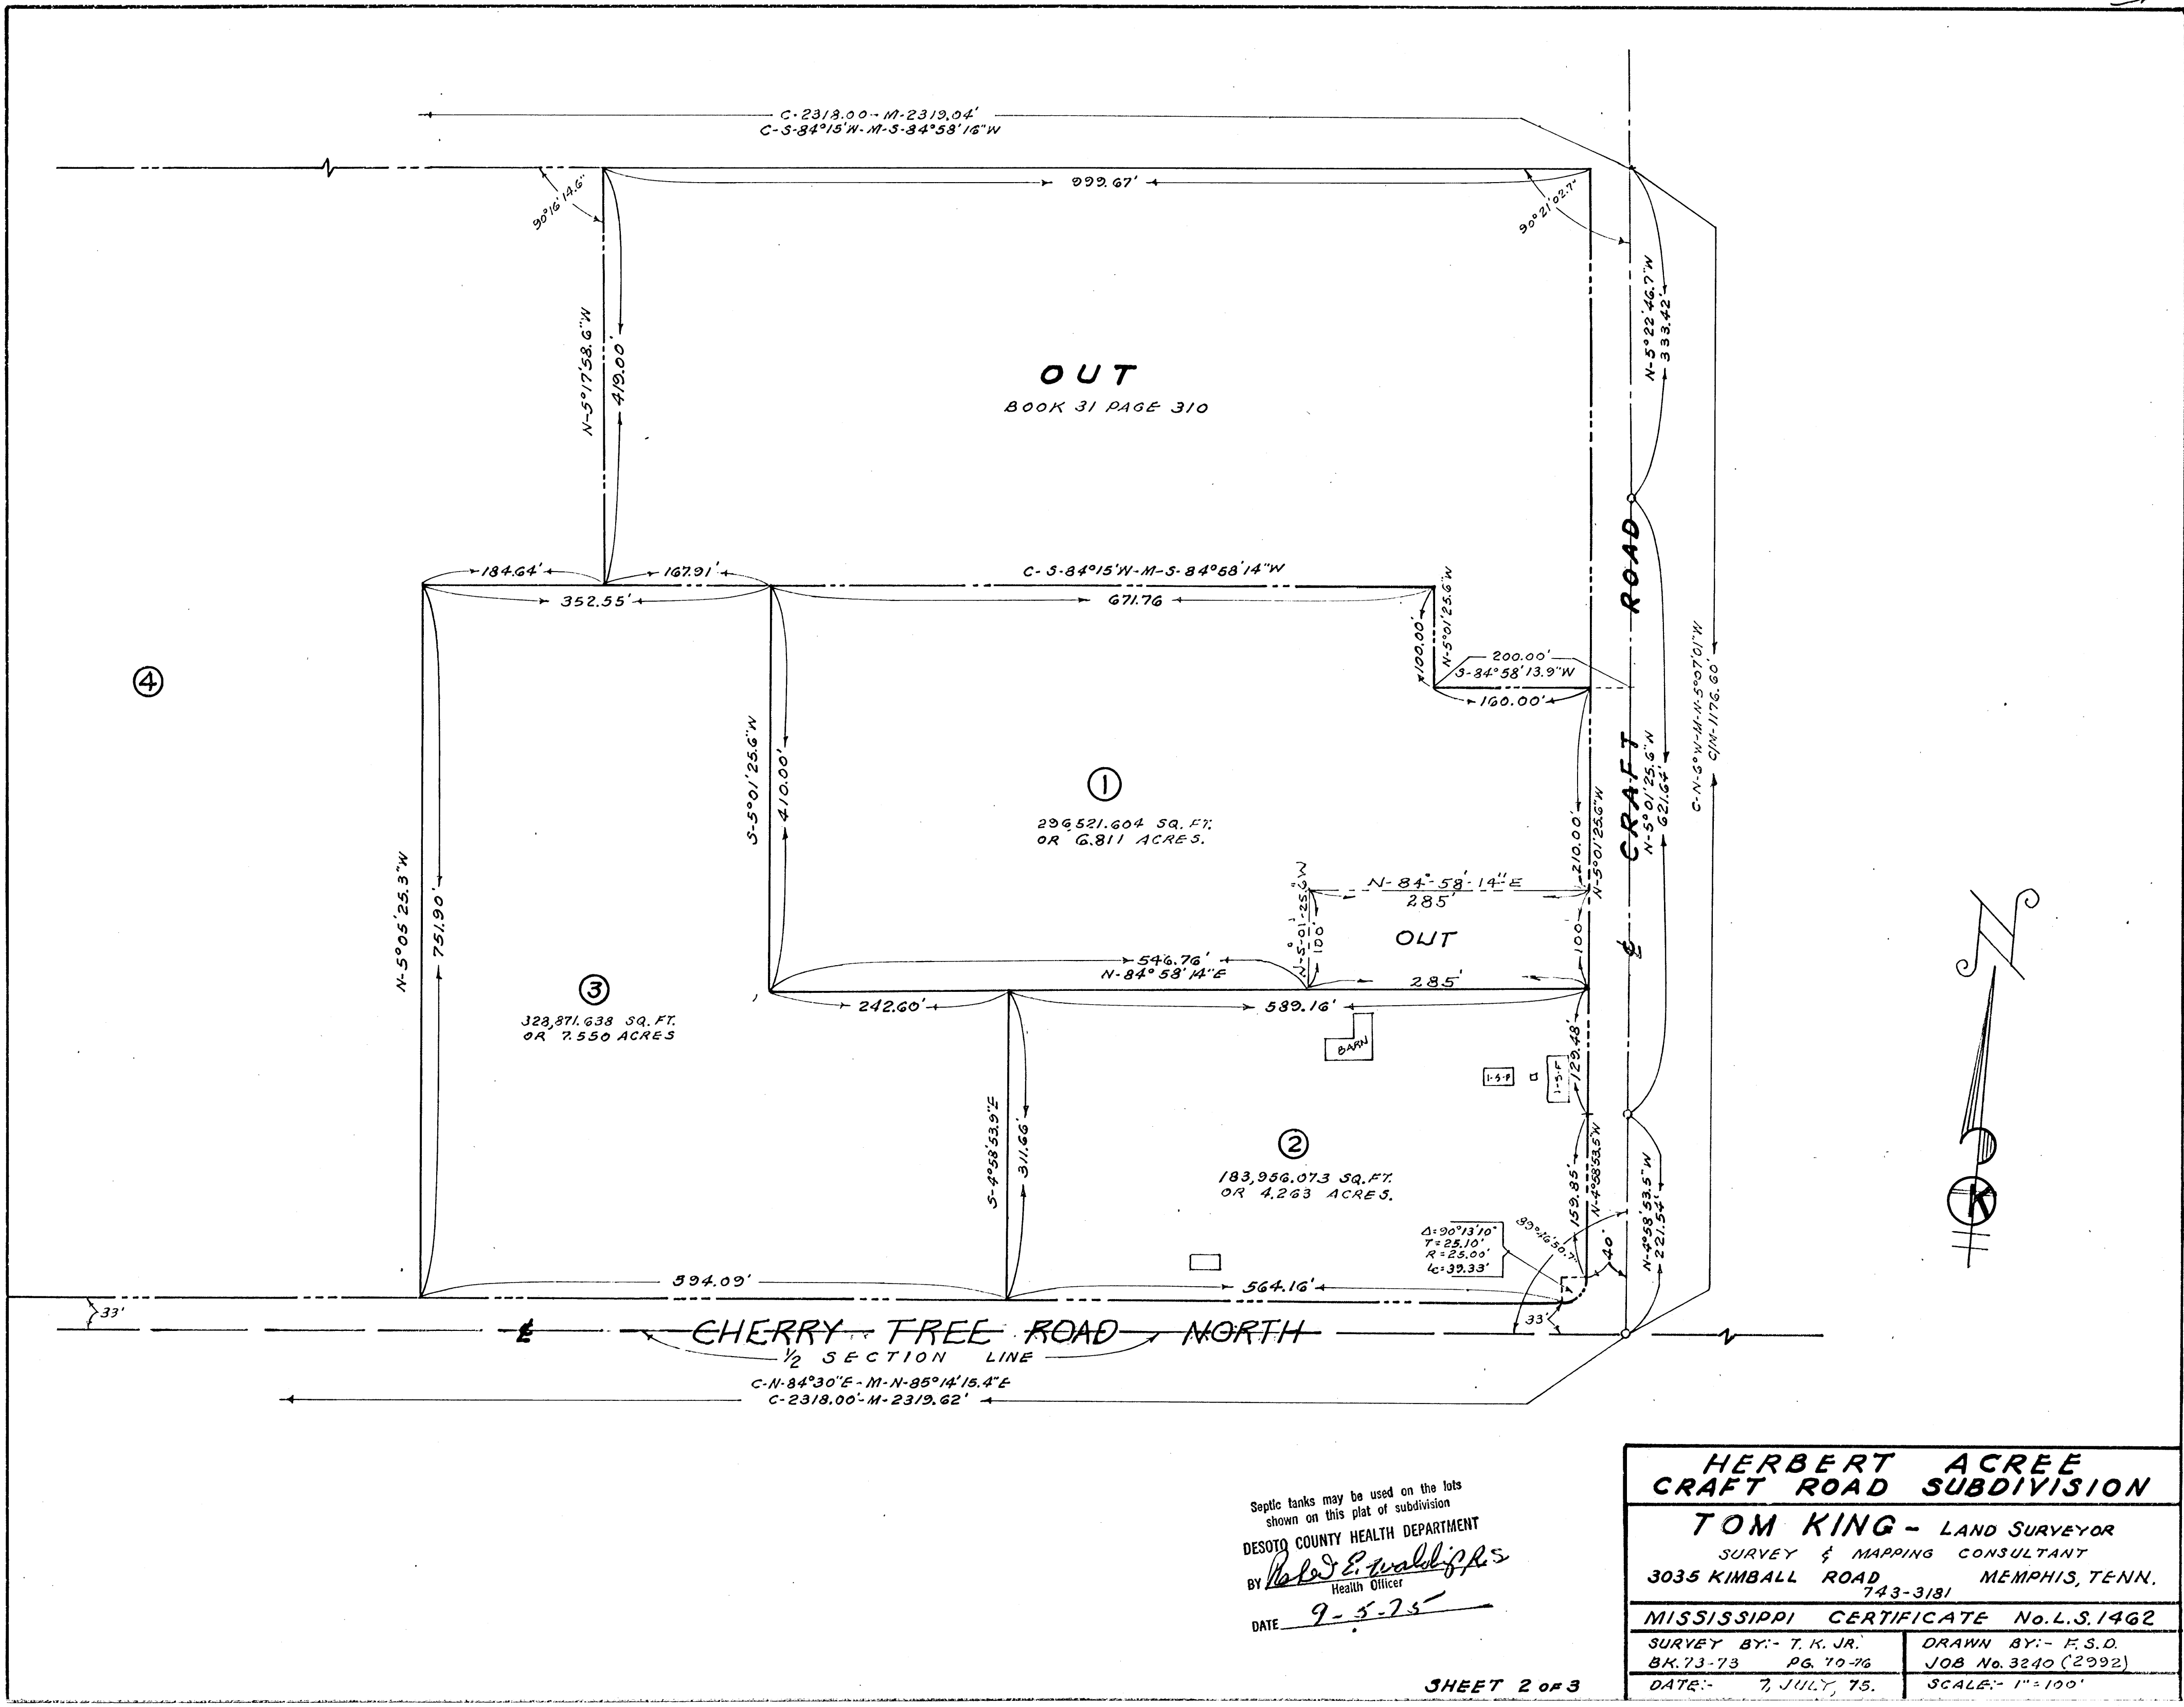 C-2318.00-M-2319.04'
C-S-84°15'W-M-S-84°58'16"W
999.67'
90°16'14.6"
90°21'02.7"
N-5°17'58.6"W
419.00'
OUT
BOOK 31 PAGE 310
N-5°22'46.7"W
333.42'
184.64'
167.91'
352.55'
C-S-84°15'W-M-S-84°58'14"W
671.76
100.00'
N-5°01'25.6"W
200.00'
S-84°58'13.9"W
160.00'
CRAFT ROAD
N-5°01'25.6"W
621.64'
C-N-6°W-M-N-5°07'01"W
C/M-1176.60'
④
S-5°01'25.6"W
410.00'
①
296,521.604 SQ. FT.
OR 6.811 ACRES.
210.00'
N-5°01'25.6"W
N-84°-58'-14"E
285'
N-5°-01'-25.6"W
100'
OUT
100'
546.76'
N-84°58'14"E
285'
N-5°05'25.3"W
751.90'
③
328,871.638 SQ. FT.
OR 7.550 ACRES
242.60'
589.16'
BARN
1-S-F
1-S-F
129.48'
S-4°58'53.9"E
311.66'
②
183,956.073 SQ.FT.
OR 4.263 ACRES.
159.85'
N-4°58'53.5"W
N-4°58'53.5"W
221.54'
Δ=90°13'10"
T=25.10'
R=25.00'
Lc=39.33'
89°46'50.7"
40'
594.09'
564.16'
33'
33'
℄ CHERRY TREE ROAD NORTH
1/2 SECTION LINE
C-N-84°30"E-M-N-85°14'15.4"E
C-2318.00'-M-2319.62'
N
K
Septic tanks may be used on the lots
shown on this plat of subdivision
DESOTO COUNTY HEALTH DEPARTMENT
BY
Health Officer
DATE 9-5-75
SHEET 2 OF 3
HERBERT ACREE
CRAFT ROAD SUBDIVISION
TOM KING - LAND SURVEYOR
SURVEY & MAPPING CONSULTANT
3035 KIMBALL ROAD MEMPHIS, TENN.
743-3181
MISSISSIPPI CERTIFICATE No. L.S. 1462
SURVEY BY:- T. K. JR.
BK. 73-73 PG. 70-76
DRAWN BY:- F. S. D.
JOB No. 3240 (2992)
DATE:- 7, JULY, 75.
SCALE:- 1"=100'